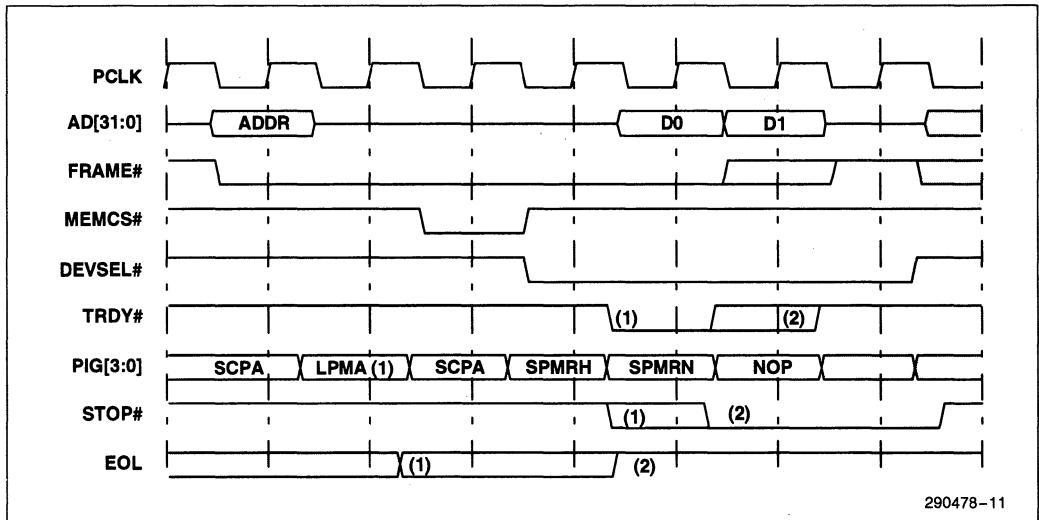 PCLK
AD[31:0] ADDR D0 D1
FRAME#
MEMCS#
DEVSEL#
TRDY# (1) (2)
PIG[3:0] SCPA LPMA (1) SCPA SPMRH SPMRN NOP
STOP# (1) (2)
EOL (1) (2)
290478-11